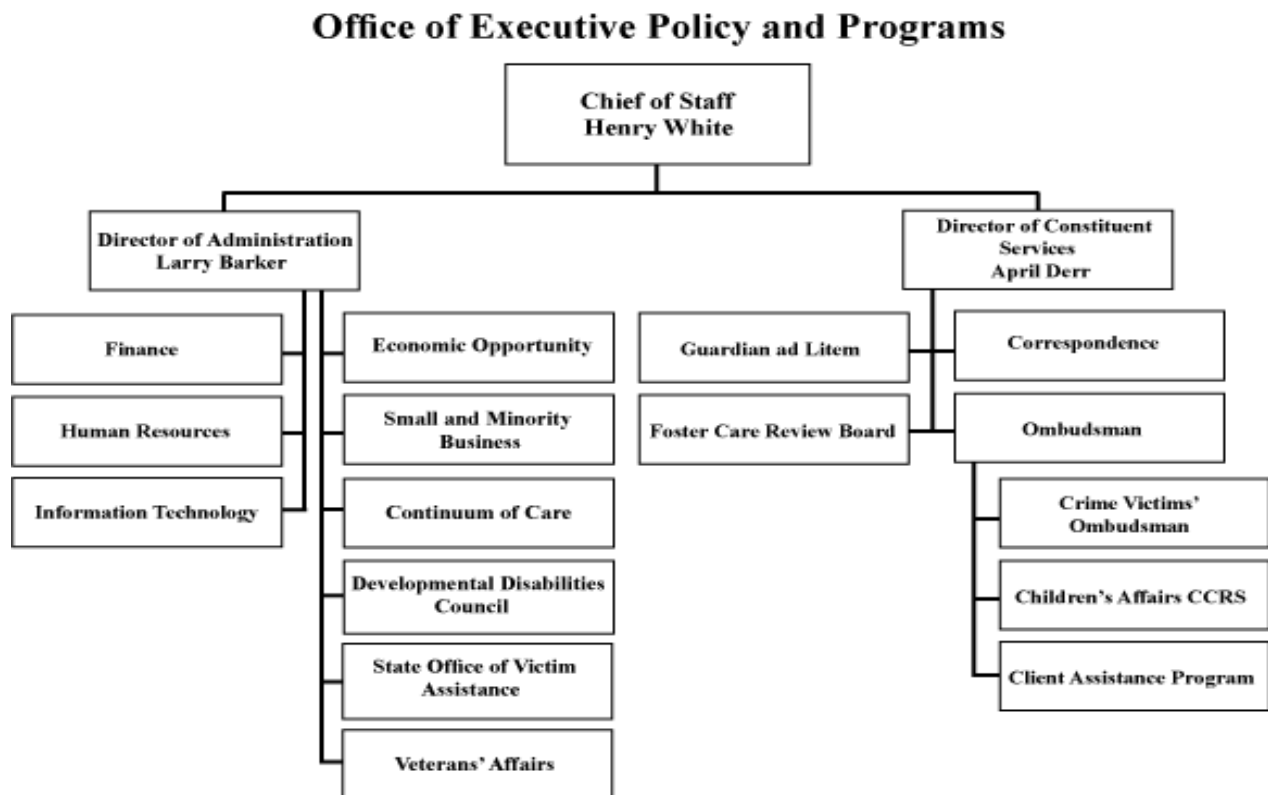 Office of Executive Policy and Programs
Chief of Staff
Henry White
Director of Administration
Larry Barker
Finance
Human Resources
Information Technology
Economic Opportunity
Small and Minority
Business
Continuum of Care
Developmental Disabilities
Council
State Office of Victim
Assistance
Veterans’ Affairs
Director of Constituent
Services
April Derr
Guardian ad Litem
Foster Care Review Board
Correspondence
Ombudsman
Crime Victims’
Ombudsman
Children’s Affairs CCRS
Client Assistance Program